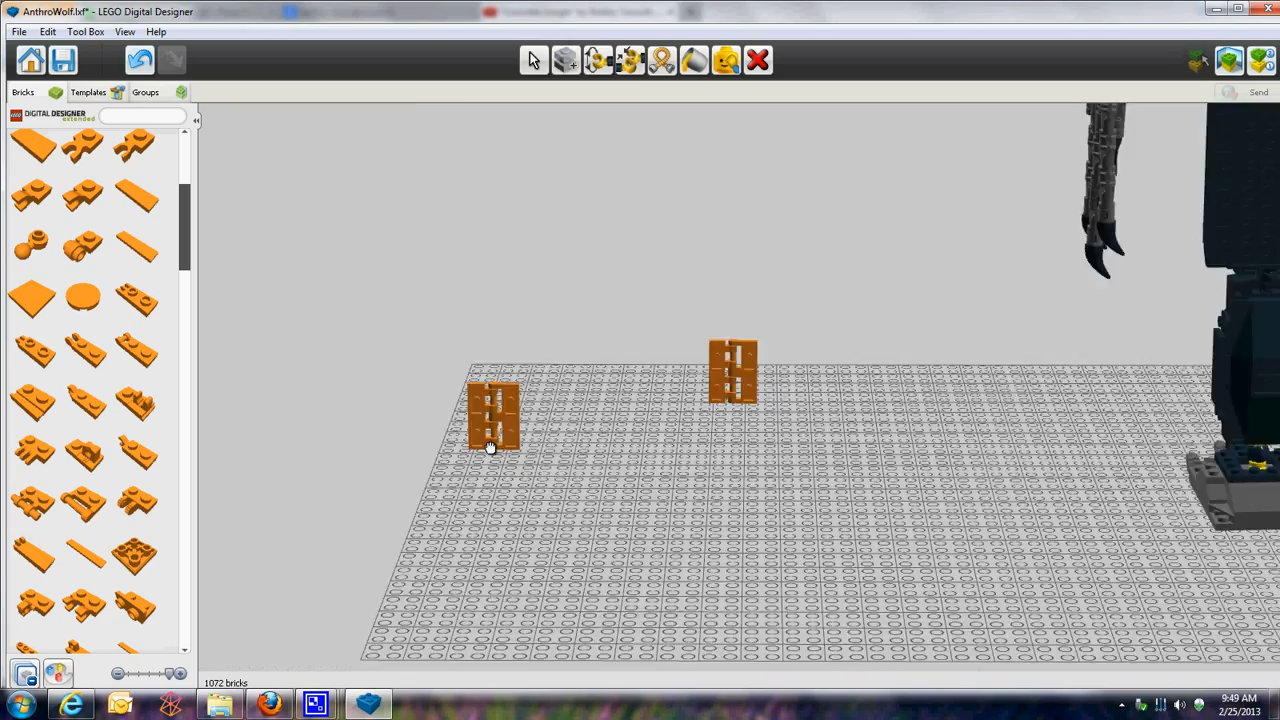 AnthroWolf.lxf* - LEGO Digital Designer
File Edit Tool Box View Help
Bricks Templates Groups
Send
LEGO DIGITAL DESIGNER
extended
1072 bricks
9:49 AM
2/25/2013